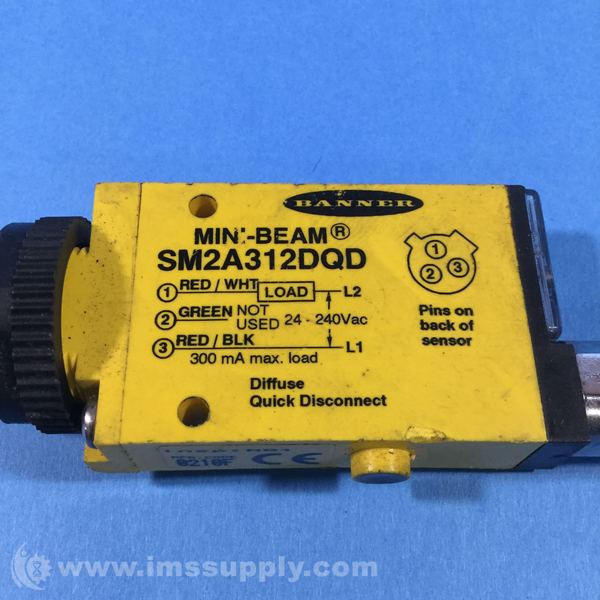 BANNER
MINI-BEAM®
SM2A312DQD
1 RED / WHT LOAD L2
2 GREEN NOT USED 24 - 240Vac
3 RED / BLK L1
300 mA max. load
1
2 3
Pins on
back of
sensor
Diffuse
Quick Disconnect
0210F CE
www.imssupply.com